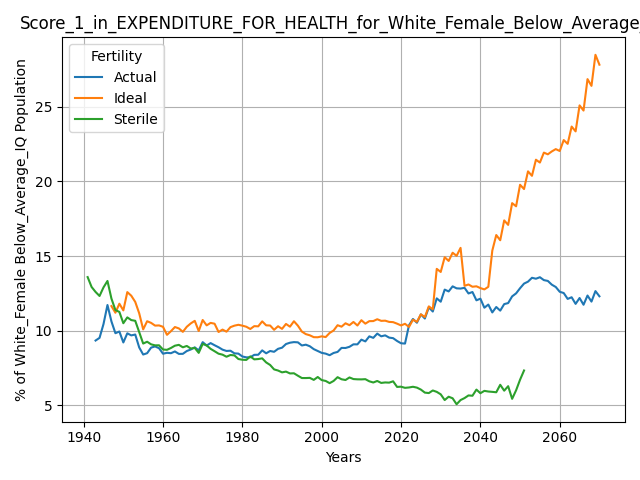 Score_1_in_EXPENDITURE_FOR_HEALTH_for_White_Female_Below_Average_
Fertility
Actual
Ideal
Sterile
% of White_Female Below_Average_IQ Population
25
20
15
10
5
1940
1960
1980
2000
2020
2040
2060
Years